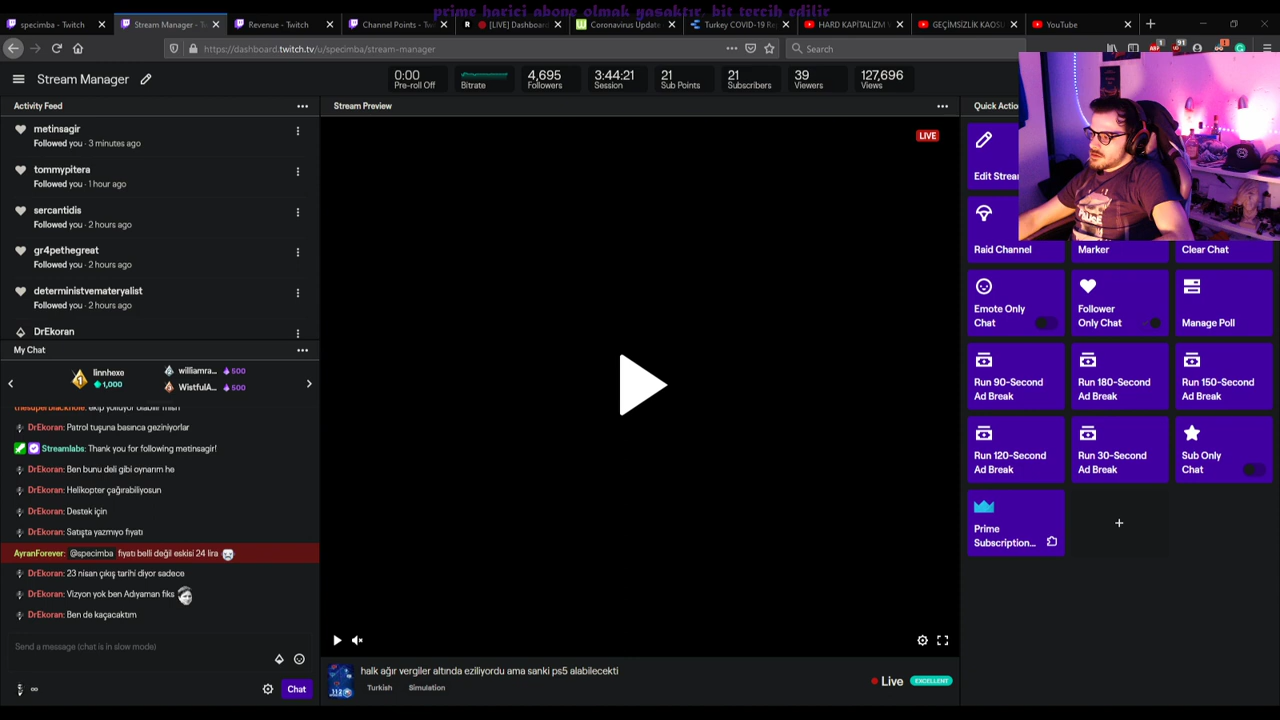 prime harici abone olmak yasaktır, bit tercih edilir
specimba - Twitch
Stream Manager - Tw
Revenue - Twitch
Channel Points - Tw
[LIVE] Dashboard
Coronavirus Update
Turkey COVID-19 Re
HARD KAPİTALİZM
GEÇİMSİZLİK KAOSU
YouTube
https://dashboard.twitch.tv/u/specimba/stream-manager
Search
Stream Manager
0:00
Pre-roll Off
Bitrate
4,695
Followers
3:44:21
Session
21
Sub Points
21
Subscribers
39
Viewers
127,696
Views
Activity Feed
metinsagir
Followed you · 3 minutes ago
tommypitera
Followed you · 1 hour ago
sercantidis
Followed you · 2 hours ago
gr4pethegreat
Followed you · 2 hours ago
deterministvemateryalist
Followed you · 2 hours ago
DrEkoran
My Chat
linnhexe
1,000
williamra... 500
WistfulA... 500
thesuperblackhole: ekip yolluyor olabilir misin
DrEkoran: Patrol tuşuna basınca geziniyorlar
Streamlabs: Thank you for following metinsagir!
DrEkoran: Ben bunu deli gibi oynarım he
DrEkoran: Helikopter çağırabiliyosun
DrEkoran: Destek için
DrEkoran: Satışta yazmıyo fiyatı
AyranForever: @specimba fiyatı belli değil eskisi 24 lira
DrEkoran: 23 nisan çıkış tarihi diyor sadece
DrEkoran: Vizyon yok ben Adıyaman fiks
DrEkoran: Ben de kaçacaktım
Send a message (chat is in slow mode)
Chat
Stream Preview
LIVE
112
halk ağır vergiler altında eziliyordu ama sanki ps5 alabilecekti
Turkish
Simulation
Live
EXCELLENT
Quick Actio
Edit Strea
Raid Channel
Marker
Clear Chat
Emote Only
Chat
Follower
Only Chat
Manage Poll
Run 90-Second
Ad Break
Run 180-Second
Ad Break
Run 150-Second
Ad Break
Run 120-Second
Ad Break
Run 30-Second
Ad Break
Sub Only
Chat
Prime
Subscription...